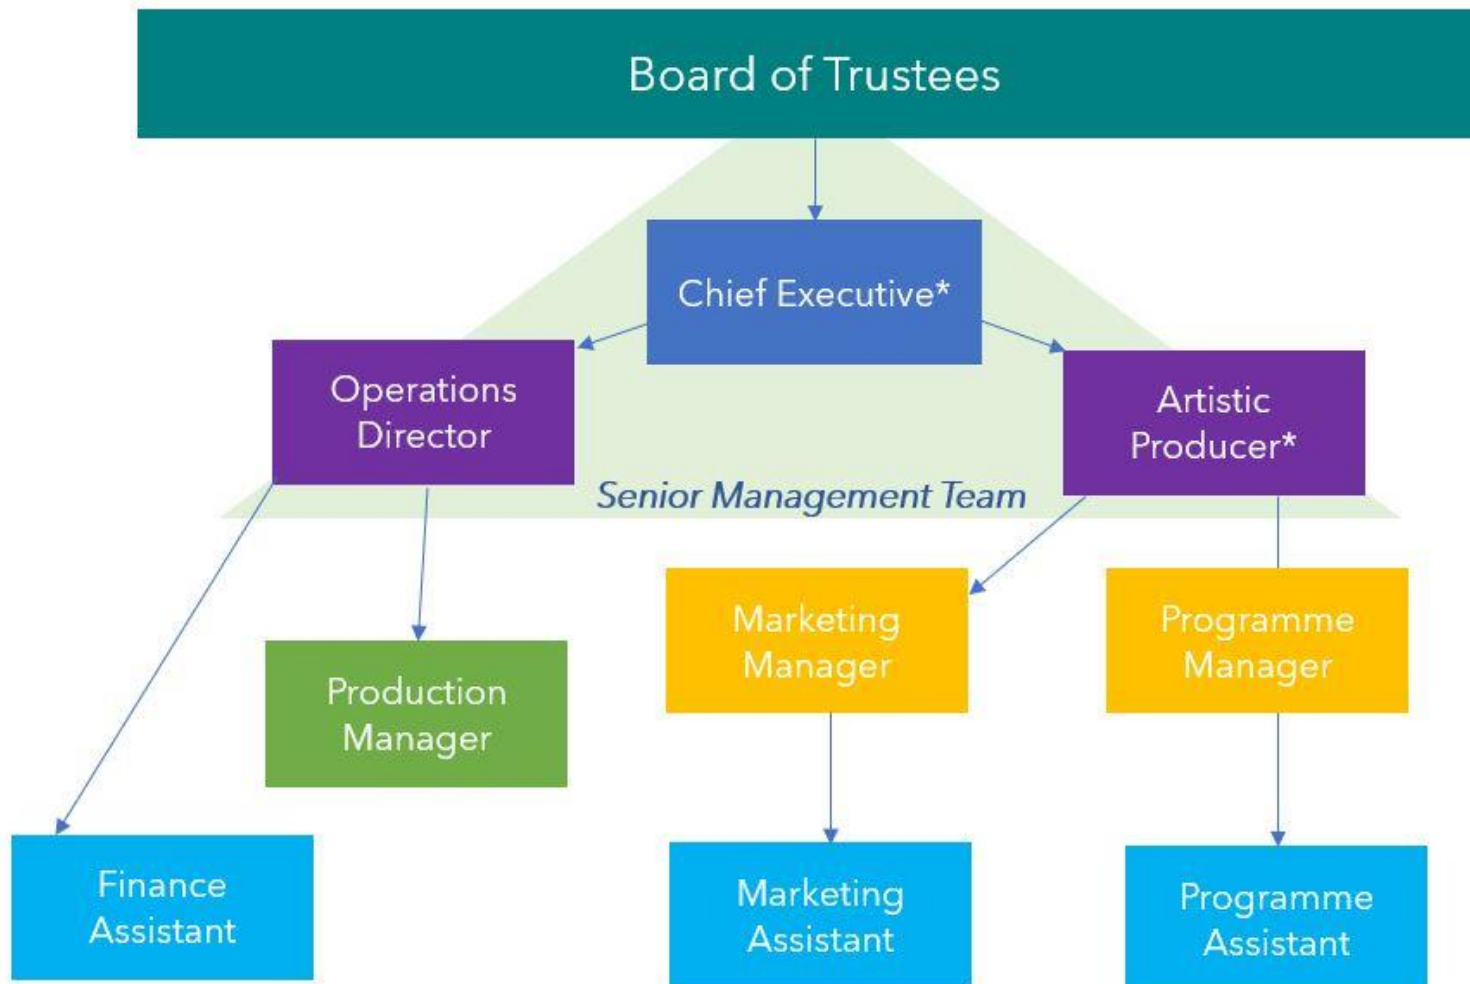 Board of Trustees
Chief Executive*
Operations
Director
Artistic
Producer*
Senior Management Team
Marketing
Manager
Programme
Manager
Production
Manager
Finance
Assistant
Marketing
Assistant
Programme
Assistant